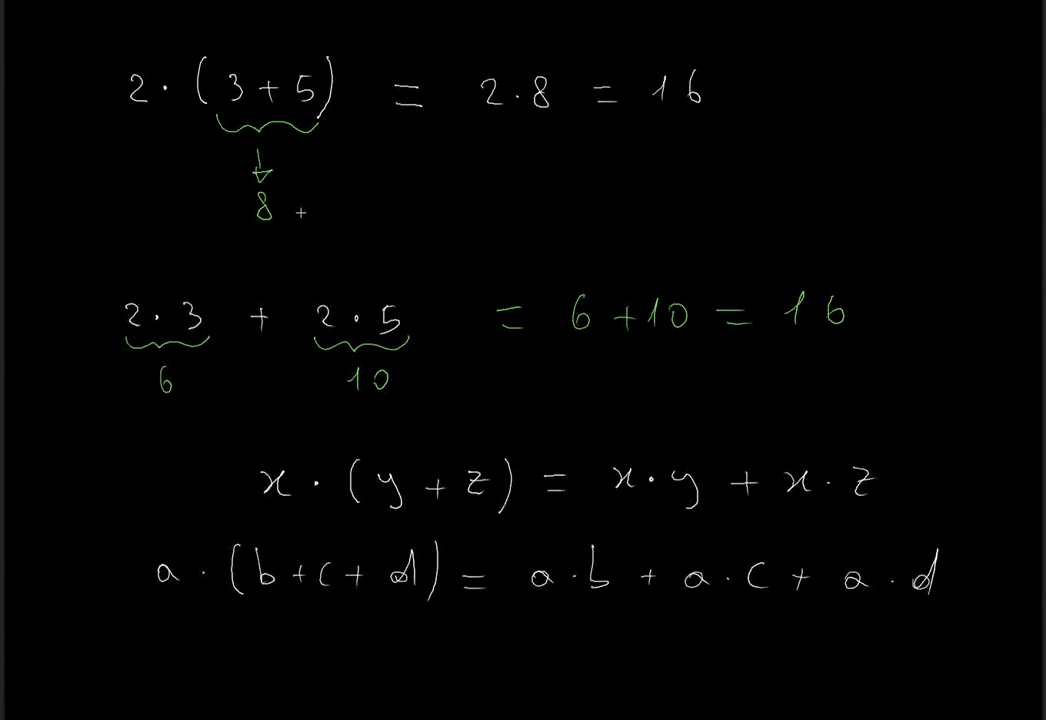 2 · (3 + 5) = 2 . 8 = 16
8 +
2 · 3 + 2 · 5 = 6 + 10 = 16
6 10
x · (y + z) = x · y + x · z
a · (b + c + d) = a · b + a · c + a · d